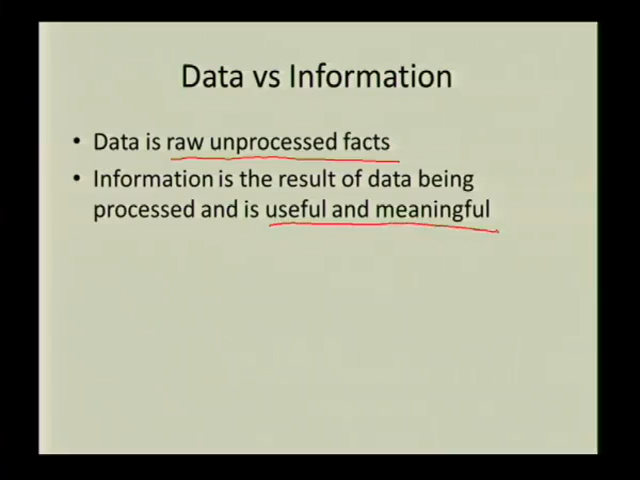 Data vs Information
• Data is raw unprocessed facts
• Information is the result of data being
processed and is useful and meaningful